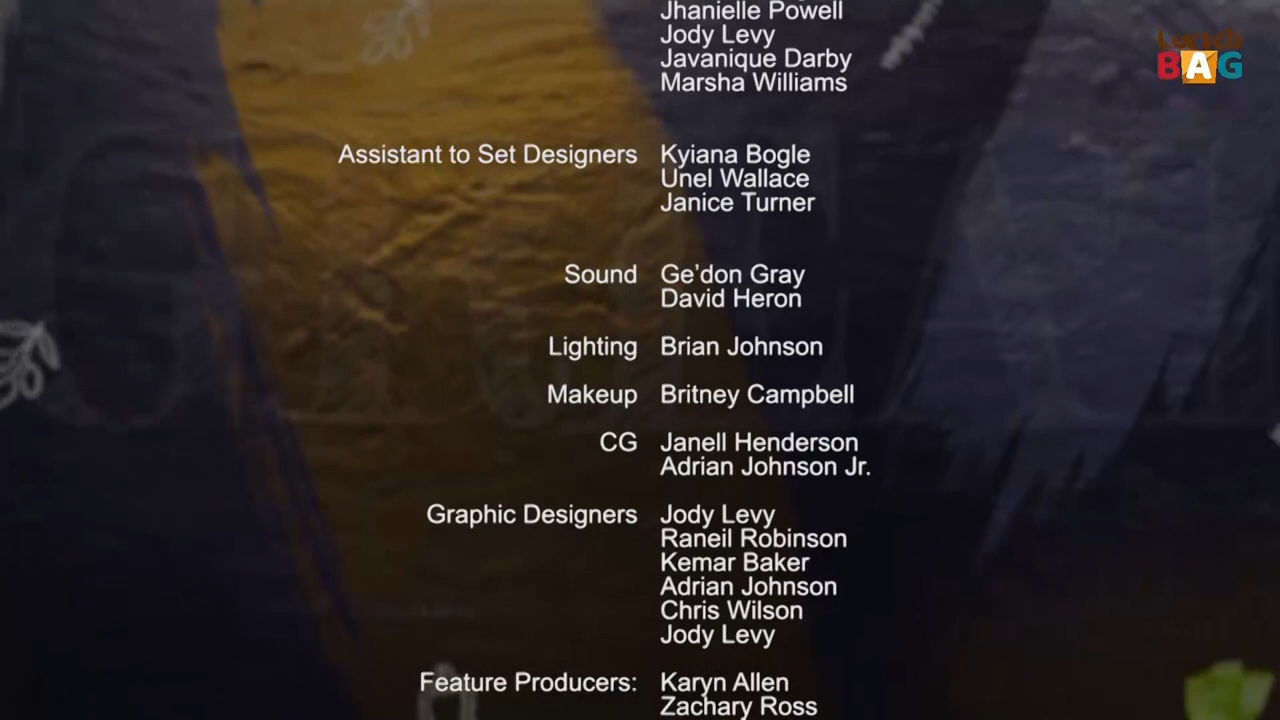 Jhanielle Powell
Jody Levy
Javanique Darby
Marsha Williams
Lunch
BAG
Assistant to Set Designers Kyiana Bogle
Unel Wallace
Janice Turner
Sound Ge'don Gray
David Heron
Lighting Brian Johnson
Makeup Britney Campbell
CG Janell Henderson
Adrian Johnson Jr.
Graphic Designers Jody Levy
Raneil Robinson
Kemar Baker
Adrian Johnson
Chris Wilson
Jody Levy
Feature Producers: Karyn Allen
Zachary Ross